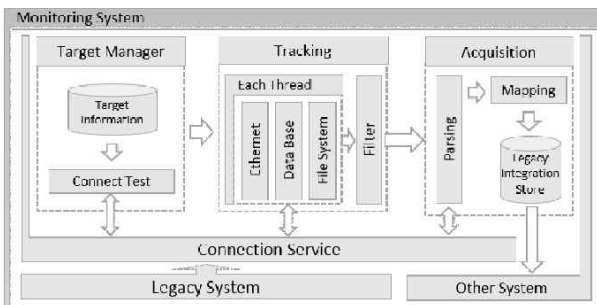 Monitoring System
Target Manager
Target
Information
Connect Test
Tracking
Each Thread
Ethernet
Data Base
File System
Filter
Acquisition
Parsing
Mapping
Legacy
Integration
Store
Connection Service
Legacy System
Other System